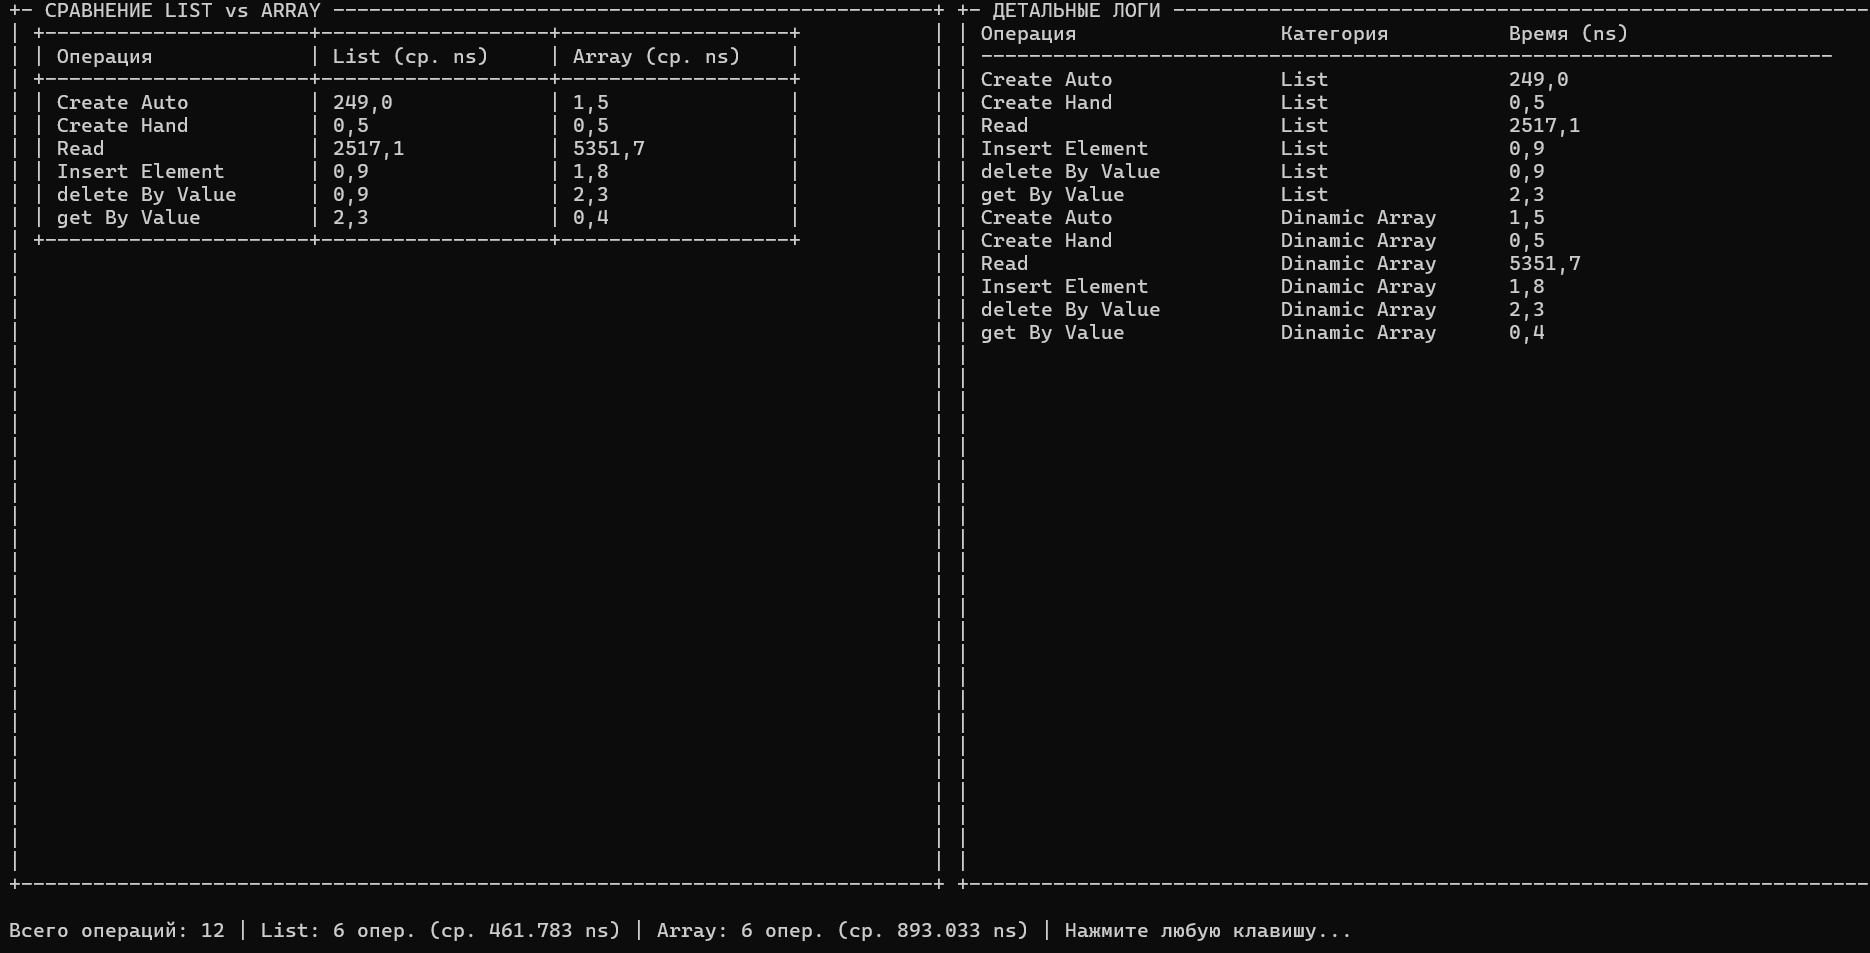 СРАВНЕНИЕ LIST vs ARRAY
Операция | List (ср. ns) | Array (ср. ns)
Create Auto | 249,0 | 1,5
Create Hand | 0,5 | 0,5
Read | 2517,1 | 5351,7
Insert Element | 0,9 | 1,8
delete By Value | 0,9 | 2,3
get By Value | 2,3 | 0,4
ДЕТАЛЬНЫЕ ЛОГИ
Операция Категория Время (ns)
Create Auto List 249,0
Create Hand List 0,5
Read List 2517,1
Insert Element List 0,9
delete By Value List 0,9
get By Value List 2,3
Create Auto Dinamic Array 1,5
Create Hand Dinamic Array 0,5
Read Dinamic Array 5351,7
Insert Element Dinamic Array 1,8
delete By Value Dinamic Array 2,3
get By Value Dinamic Array 0,4
Всего операций: 12 | List: 6 опер. (ср. 461.783 ns) | Array: 6 опер. (ср. 893.033 ns) | Нажмите любую клавишу...